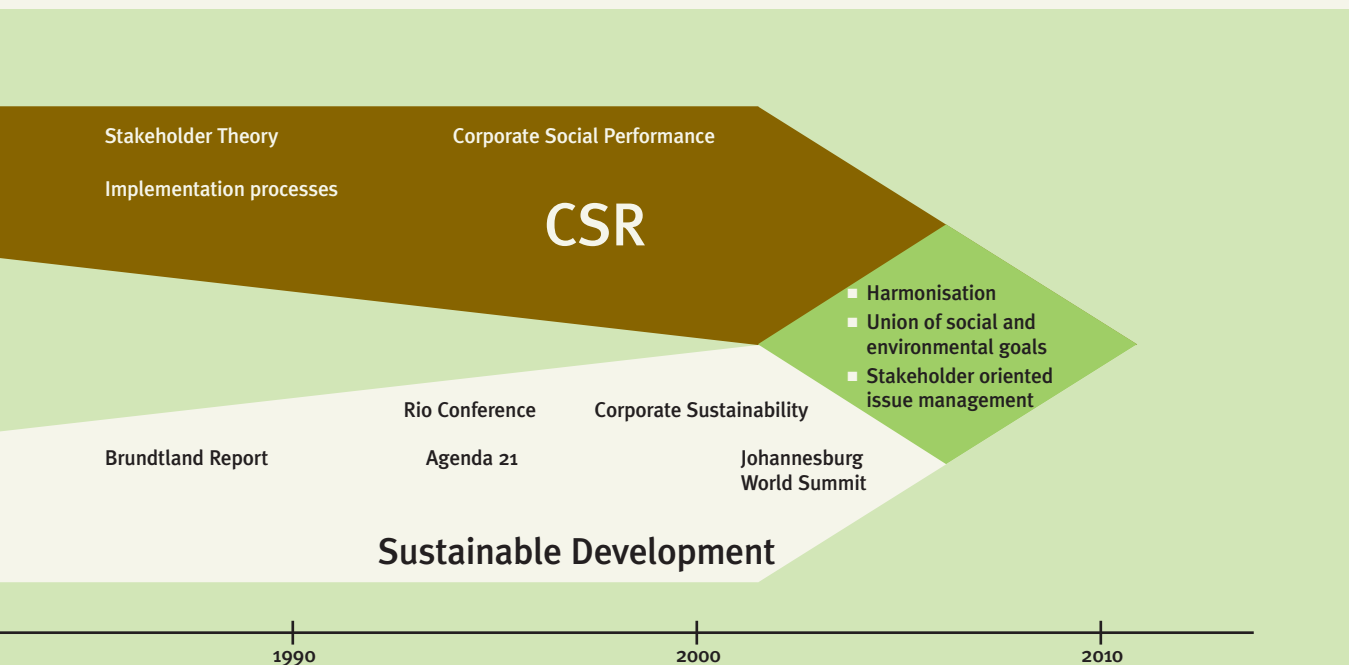 Stakeholder Theory
Corporate Social Performance
Implementation processes
CSR
Harmonisation
Union of social and
environmental goals
Stakeholder oriented
issue management
Rio Conference
Corporate Sustainability
Brundtland Report
Agenda 21
Johannesburg
World Summit
Sustainable Development
1990
2000
2010